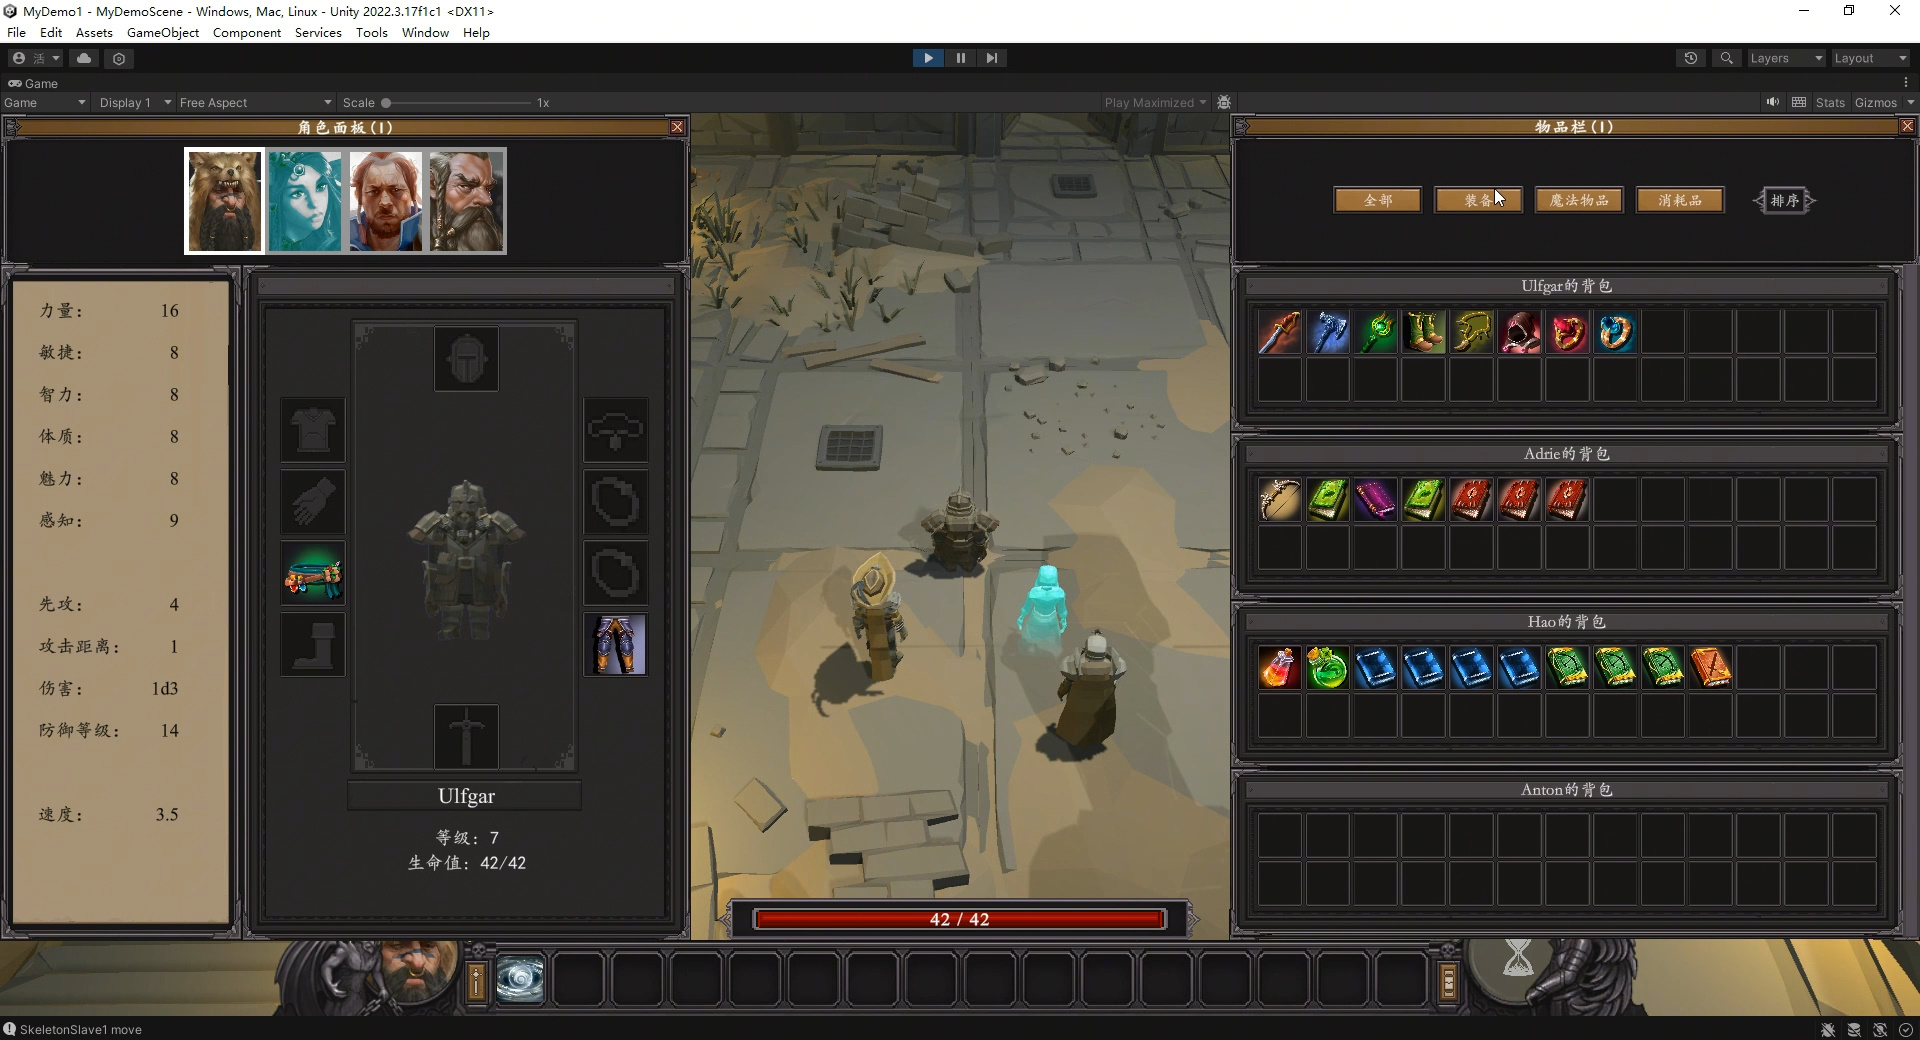 MyDemo1 - MyDemoScene - Windows, Mac, Linux - Unity 2022.3.17f1c1 <DX11>
File Edit Assets GameObject Component Services Tools Window Help
活 Layers Layout
Game
Game Display 1 Free Aspect Scale 1x Play Maximized Stats Gizmos
角色面板(I)
力量: 16
敏捷: 8
智力: 8
体质: 8
魅力: 8
感知: 9
先攻: 4
攻击距离: 1
伤害: 1d3
防御等级: 14
速度: 3.5
Ulfgar
等级: 7
生命值: 42/42
42 / 42
物品栏(I)
全部 装备 魔法物品 消耗品 排序
Ulfgar的背包
Adrie的背包
Hao的背包
Anton的背包
SkeletonSlave1 move